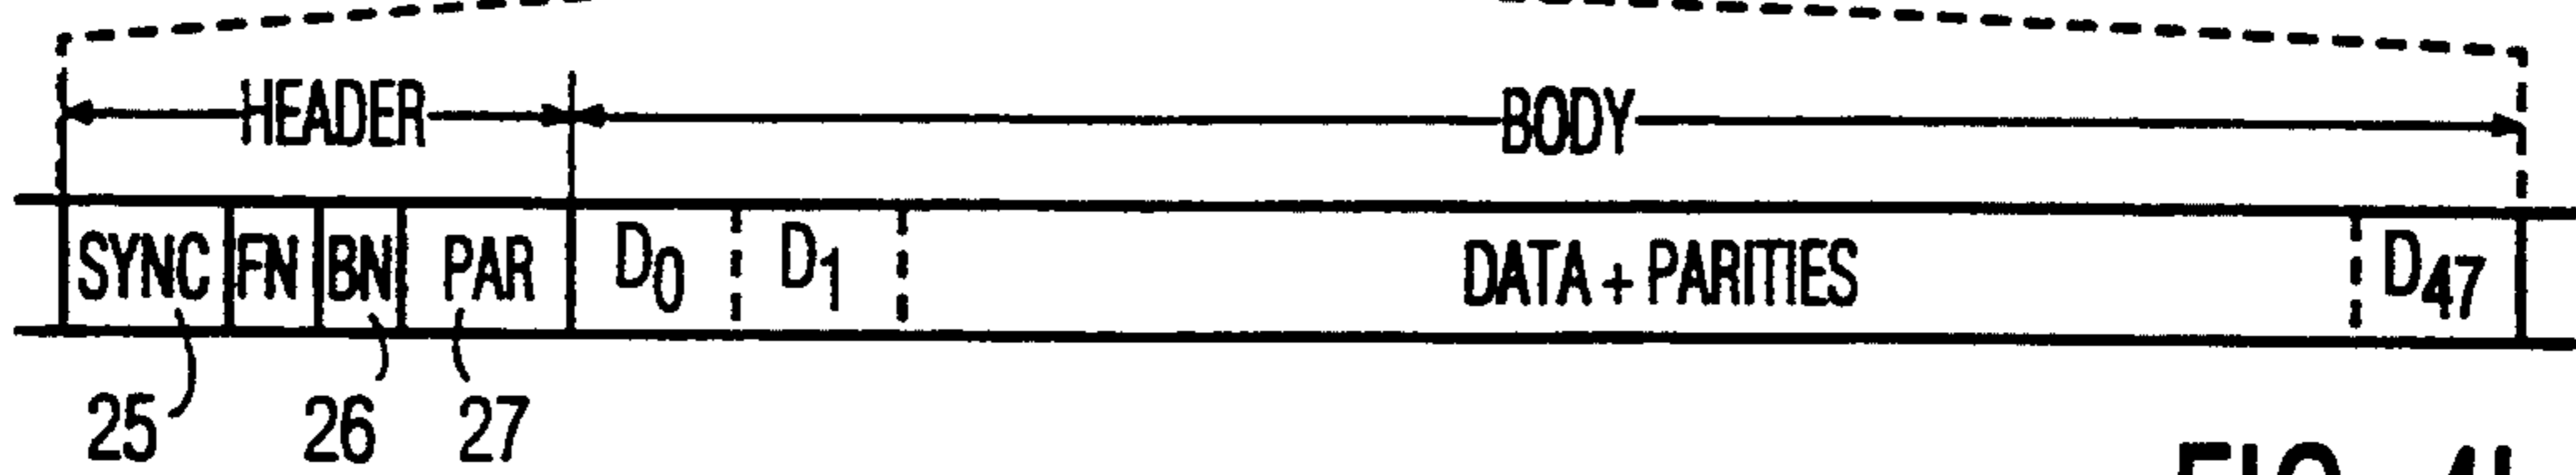 HEADER BODY
SYNC FN BN PAR D0 D1 DATA + PARITIES D47
25 26 27